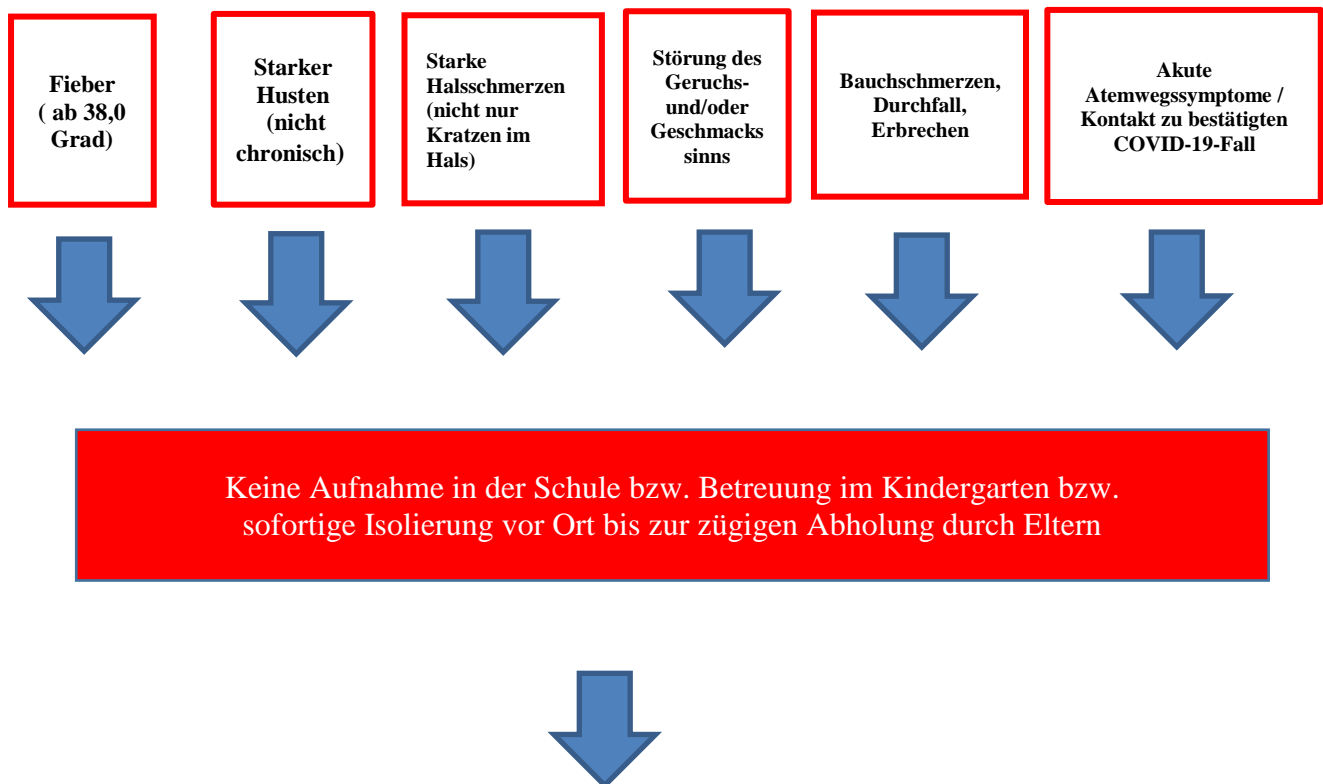 Fieber
( ab 38,0
Grad)
Starker
Husten
(nicht
chronisch)
Starke
Halsschmerzen
(nicht nur
Kratzen im
Hals)
Störung des
Geruchs-
und/oder
Geschmacks
sinns
Bauchschmerzen,
Durchfall,
Erbrechen
Akute
Atemwegssymptome /
Kontakt zu bestätigten
COVID-19-Fall
Keine Aufnahme in der Schule bzw. Betreuung im Kindergarten bzw.
sofortige Isolierung vor Ort bis zur zügigen Abholung durch Eltern